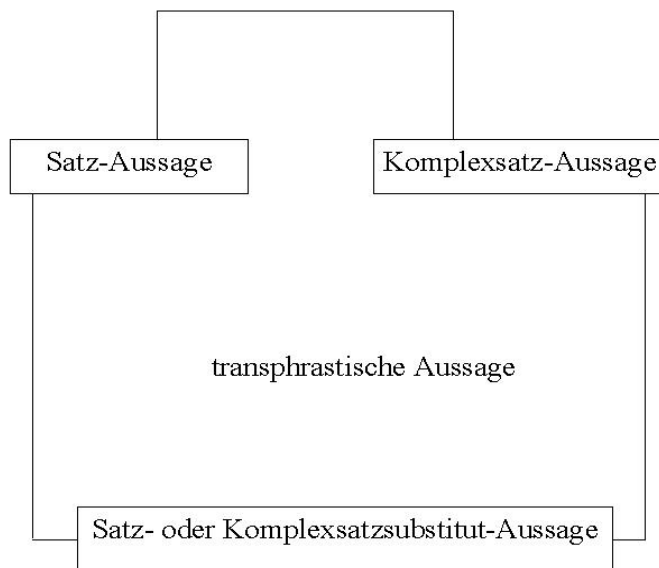 Satz-Aussage
Komplexsatz-Aussage
transphrastische Aussage
Satz- oder Komplexsatzsubstitut-Aussage